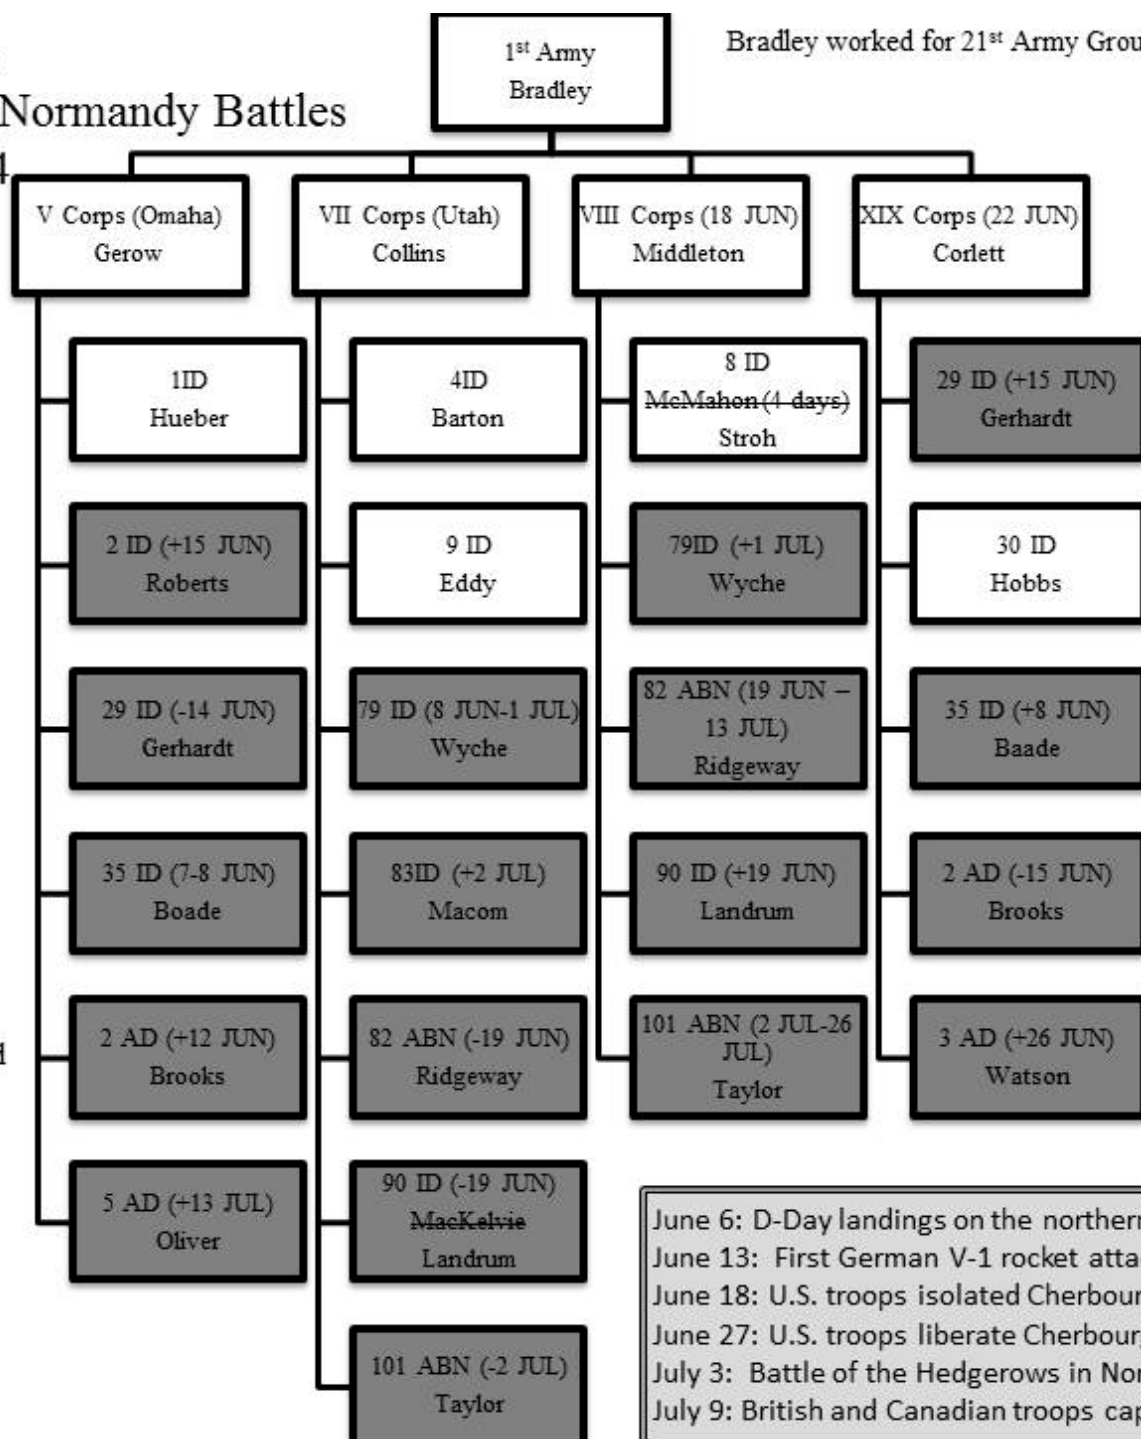 1st Army
Bradley
Bradley worked for 21st Army
Normandy Battles
4
V Corps (Omaha)
Gerow
VII Corps (Utah)
Collins
VIII Corps (18 JUN)
Middleton
XIX Corps (22 JUN)
Corlett
1ID
Hueber
2 ID (+15 JUN)
Roberts
29 ID (-14 JUN)
Gerhardt
35 ID (7-8 JUN)
Boade
2 AD (+12 JUN)
Brooks
5 AD (+13 JUL)
Oliver
4ID
Barton
9 ID
Eddy
79 ID (8 JUN-1 JUL)
Wyche
83ID (+2 JUL)
Macom
82 ABN (-19 JUN)
Ridgeway
90 ID (-19 JUN)
MacKelvie
Landrum
101 ABN (-2 JUL)
Taylor
8 ID
McMahon (4 days)
Stroh
79ID (+1 JUL)
Wyche
82 ABN (19 JUN –
13 JUL)
Ridgeway
90 ID (+19 JUN)
Landrum
101 ABN (2 JUL-26
JUL)
Taylor
29 ID (+15 JUN)
Gerhardt
30 ID
Hobbs
35 ID (+8 JUN)
Baade
2 AD (-15 JUN)
Brooks
3 AD (+26 JUN)
Watson
June 6: D-Day landings on the
June 13: First German V-1 rocket
June 18: U.S. troops isolated
June 27: U.S. troops liberate
July 3: Battle of the Hedgerows in
July 9: British and Canadian troops